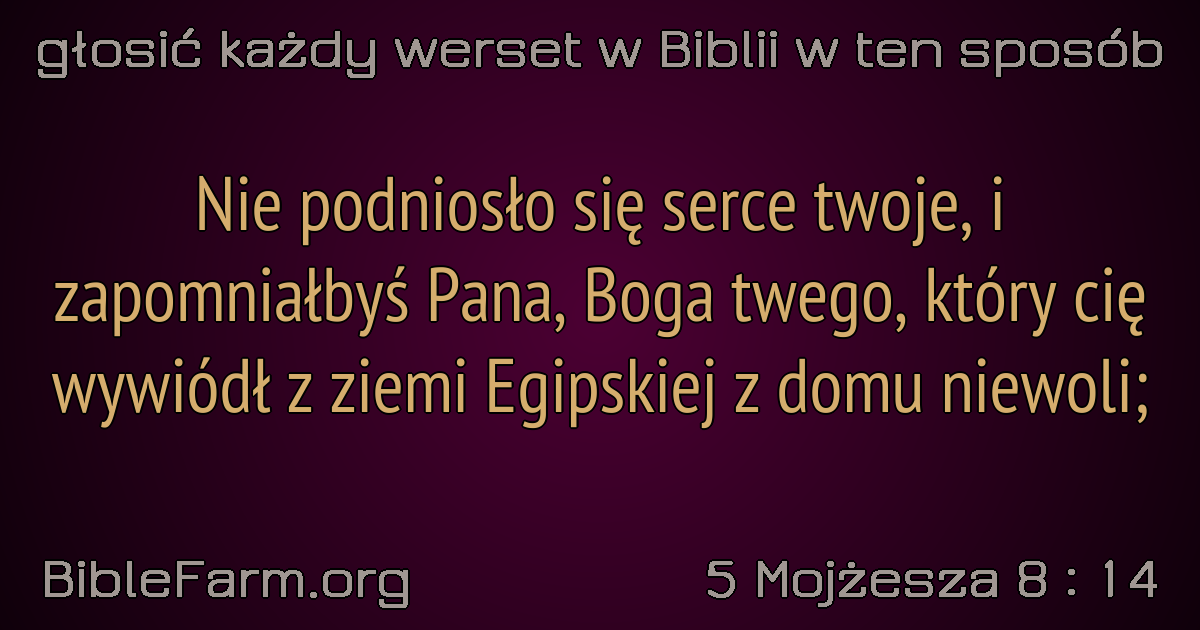 głosić każdy werset w Biblii w ten sposób
Nie podniosło się serce twoje, i
zapomniałbyś Pana, Boga twego, który cię
wywiódł z ziemi Egipskiej z domu niewoli;
BibleFarm.org
5 Mojżesza 8 : 14